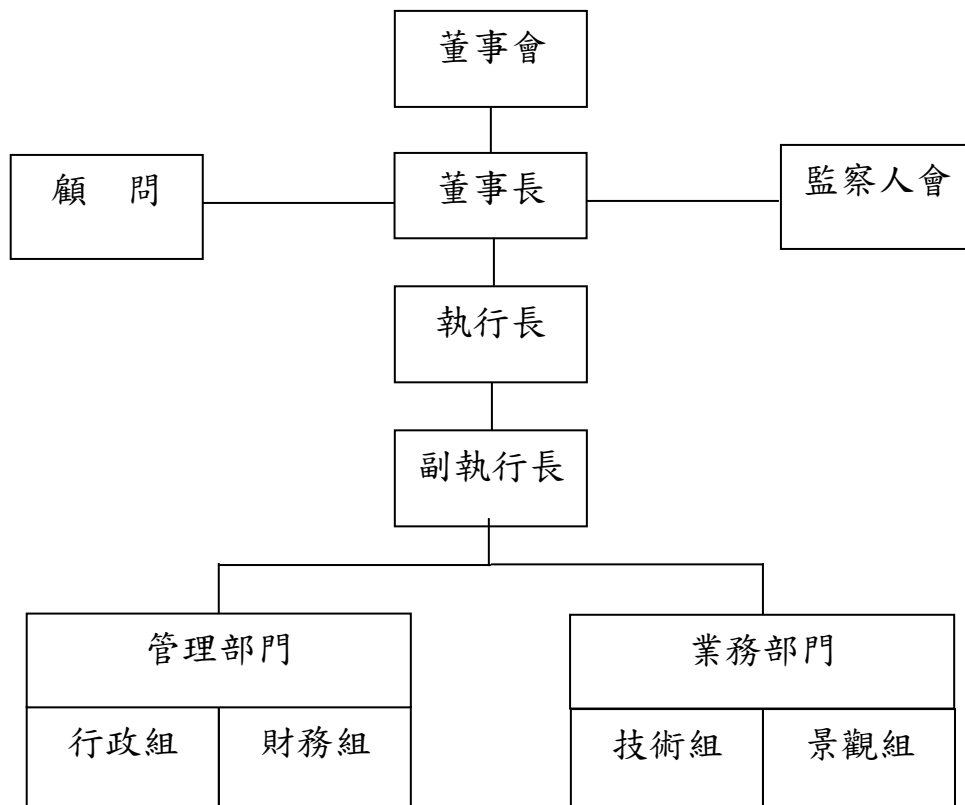 董事會
顧　問
董事長
監察人會
執行長
副執行長
管理部門
業務部門
行政組
財務組
技術組
景觀組